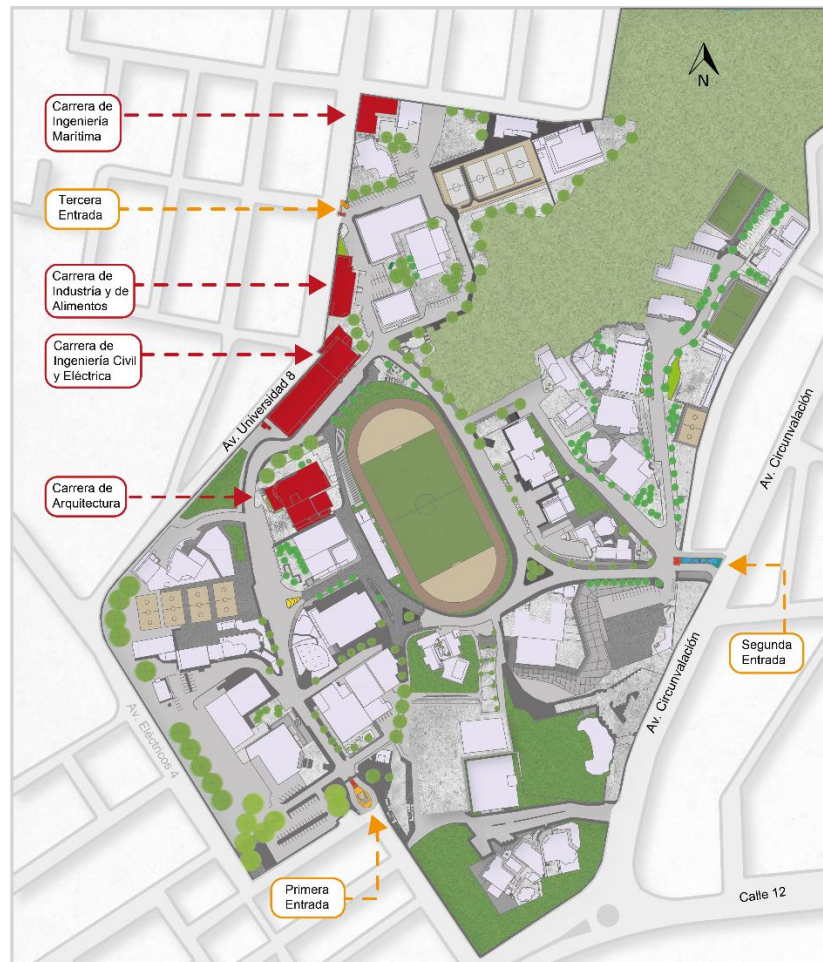 N
Carrera de
Ingeniería
Marítima
Tercera
Entrada
Carrera de
Industria y de
Alimentos
Carrera de
Ingeniería Civil
y Eléctrica
Av. Universidad 8
Av. Circunvalación
Carrera de
Arquitectura
Segunda
Entrada
Av. Circunvalación
Av. Eléctricos 4
Primera
Entrada
Calle 12